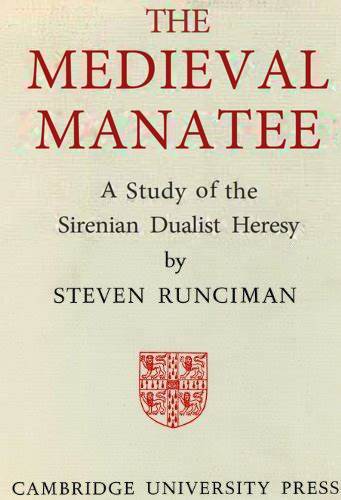 THE
MEDIEVAL
MANATEE
A Study of the
Sirenian Dualist Heresy
by
STEVEN RUNCIMAN
CAMBRIDGE UNIVERSITY PRESS